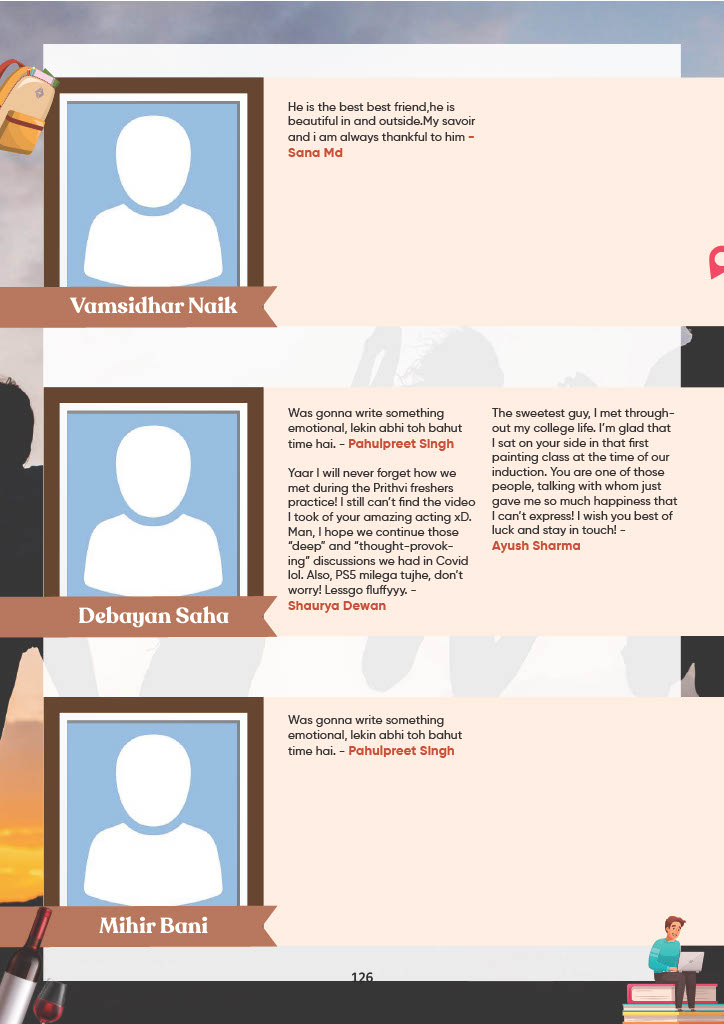 He is the best best friend,he is
beautiful in and outside.My savoir
and i am always thankful to him -
Sana Md
Vamsidhar Naik
Was gonna write something
emotional, lekin abhi toh bahut
time hai. - Pahulpreet Singh
Yaar I will never forget how we
met during the Prithvi freshers
practice! I still can't find the video
I took of your amazing acting xD.
Man, I hope we continue those
"deep" and "thought-provok-
ing" discussions we had in Covid
lol. Also, PS5 milega tujhe, don't
worry! Lessgo fluffyyy. -
Shaurya Dewan
The sweetest guy, I met through-
out my college life. I'm glad that
I sat on your side in that first
painting class at the time of our
induction. You are one of those
people, talking with whom just
gave me so much happiness that
I can't express! I wish you best of
luck and stay in touch! -
Ayush Sharma
Debayan Saha
Was gonna write something
emotional, lekin abhi toh bahut
time hai. - Pahulpreet Singh
Mihir Bani
126